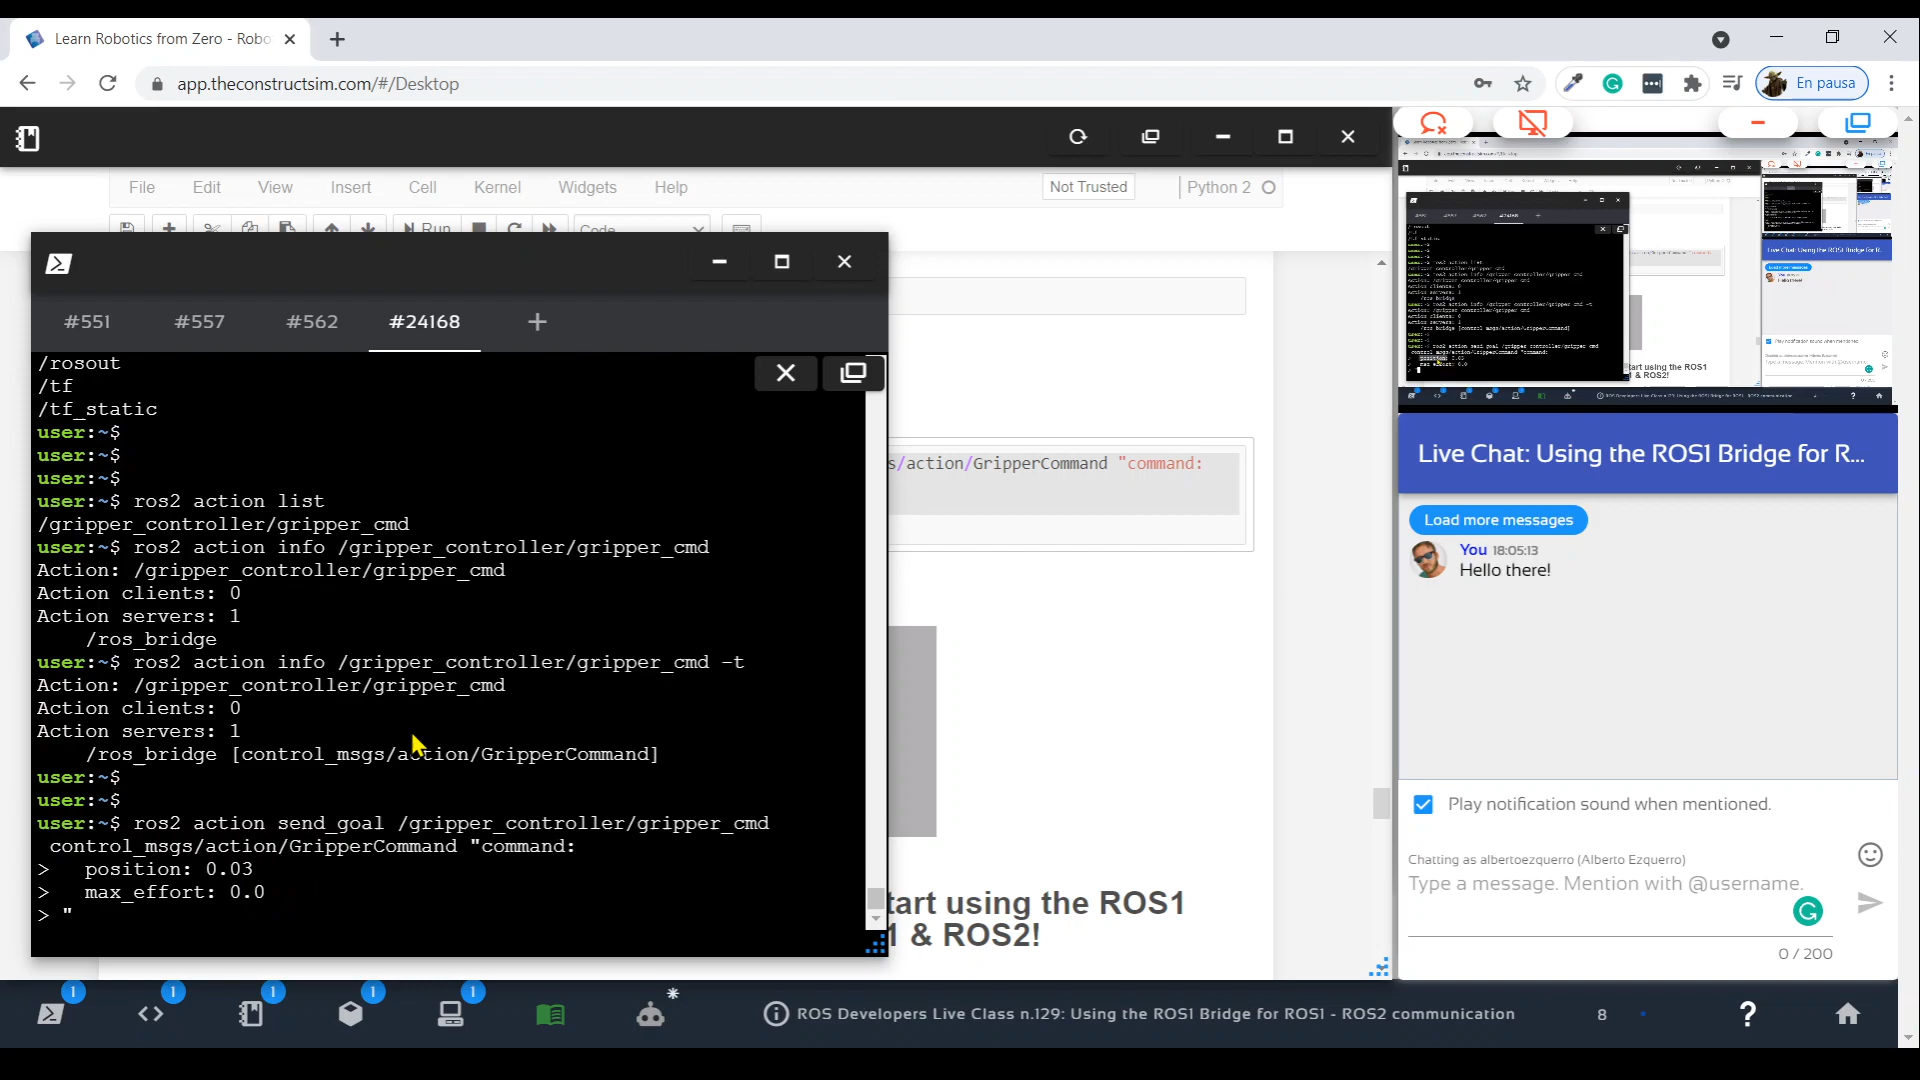 Learn Robotics from Zero - Robo
app.theconstructsim.com/#/Desktop
En pausa
File Edit View Insert Cell Kernel Widgets Help
Not Trusted
Python 2
Run
Code
#551 #557 #562 #24168
/rosout
/tf
/tf_static
user:~$
user:~$
user:~$
user:~$ ros2 action list
/gripper_controller/gripper_cmd
user:~$ ros2 action info /gripper_controller/gripper_cmd
Action: /gripper_controller/gripper_cmd
Action clients: 0
Action servers: 1
/ros_bridge
user:~$ ros2 action info /gripper_controller/gripper_cmd -t
Action: /gripper_controller/gripper_cmd
Action clients: 0
Action servers: 1
/ros_bridge [control_msgs/action/GripperCommand]
user:~$
user:~$
user:~$ ros2 action send_goal /gripper_controller/gripper_cmd
control_msgs/action/GripperCommand "command:
> position: 0.03
> max_effort: 0.0
> "
s/action/GripperCommand "command:
tart using the ROS1
1 & ROS2!
Live Chat: Using the ROS1 Bridge for R...
Load more messages
You 18:05:13
Hello there!
Play notification sound when mentioned.
Chatting as albertoezquerro (Alberto Ezquerro)
Type a message. Mention with @username.
0 / 200
1 1 1 1 1
ROS Developers Live Class n.129: Using the ROS1 Bridge for ROS1 - ROS2 communication
8
?